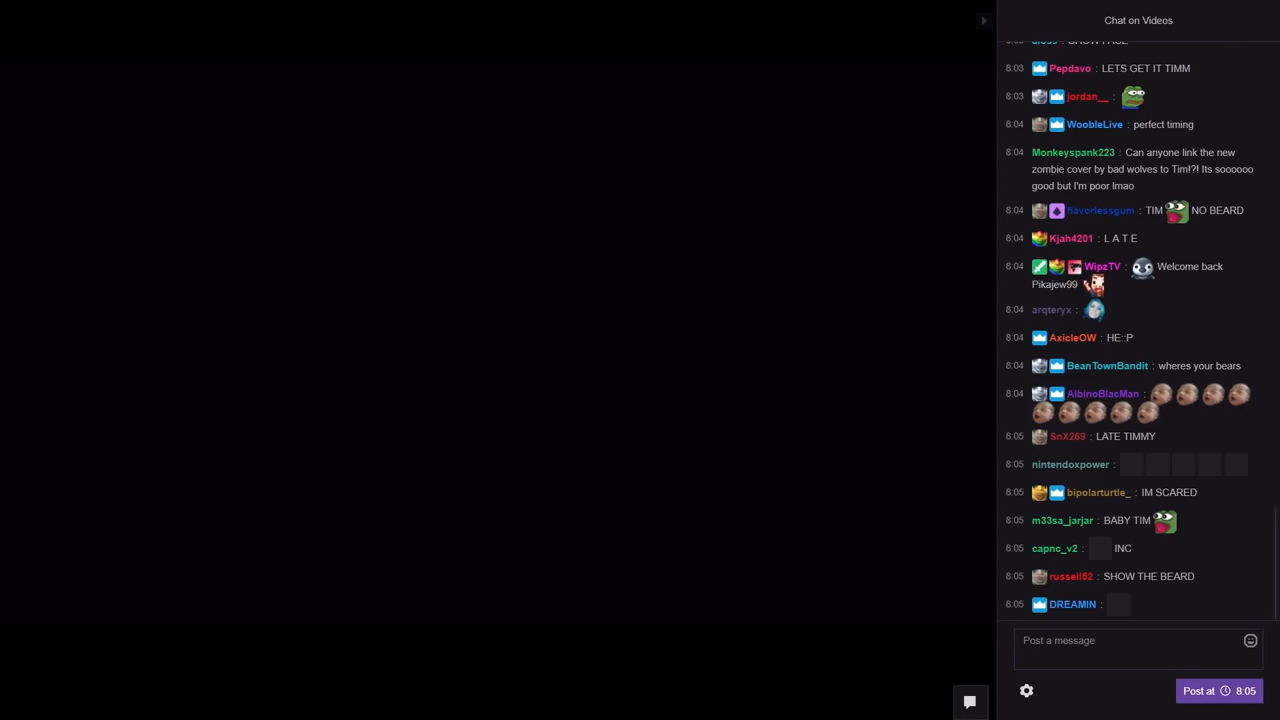 Chat on Videos
8:03 Pepdavo : LETS GET IT TIMM
8:03 jordan__ :
8:04 WoobleLive : perfect timing
8:04 Monkeyspank223 : Can anyone link the new
zombie cover by bad wolves to Tim!?! Its soooooo
good but I'm poor lmao
8:04 flavorlessgum : TIM NO BEARD
8:04 Kjah4201 : L A T E
8:04 WipzTV : Welcome back
Pikajew99
8:04 arqteryx :
8:04 AxicleOW : HE::P
8:04 BeanTownBandit : wheres your bears
8:04 AlbinoBlacMan :
8:05 SnX269 : LATE TIMMY
8:05 nintendoxpower :
8:05 bipolarturtle_ : IM SCARED
8:05 m33sa_jarjar : BABY TIM
8:05 capnc_v2 : INC
8:05 russell52 : SHOW THE BEARD
8:05 DREAMIN :
Post a message
Post at 8:05